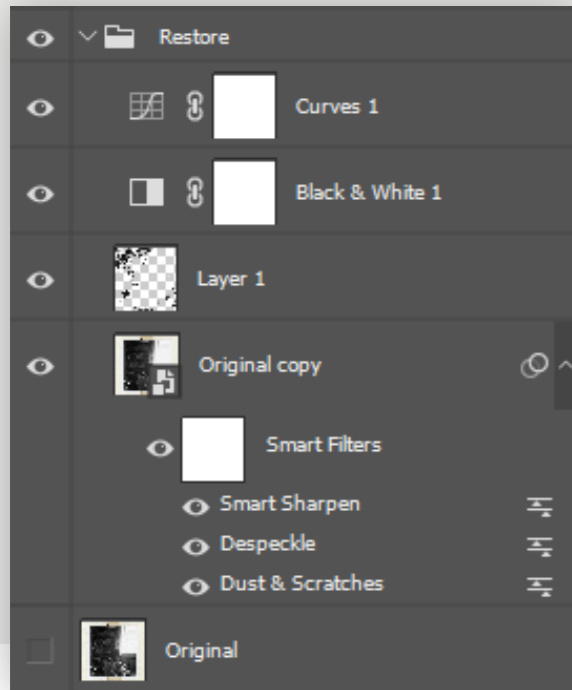 Restore
Curves 1
Black & White 1
Layer 1
Original copy
Smart Filters
Smart Sharpen
Despeckle
Dust & Scratches
Original